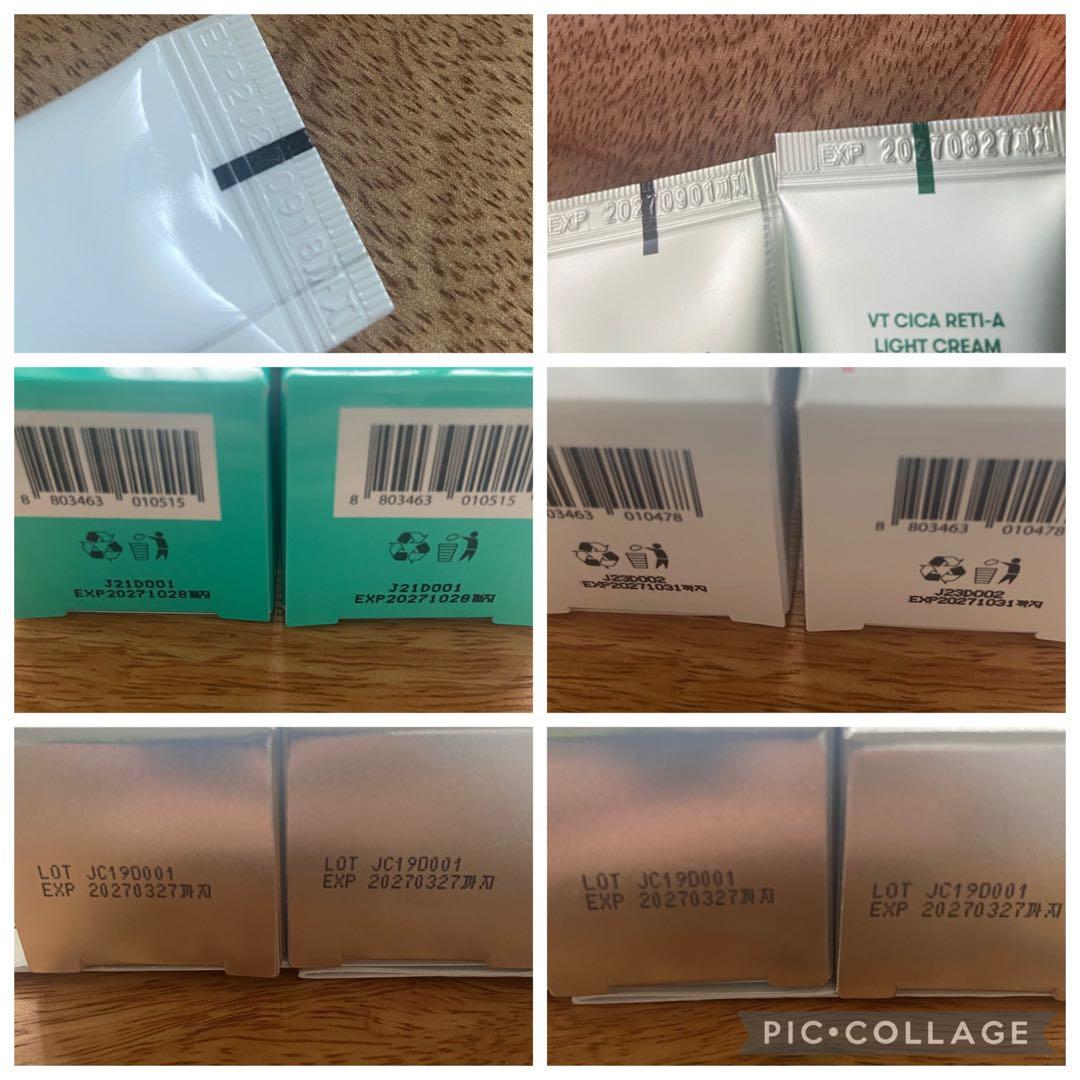 EXP 20270918까지
EXP 20270901까지
EXP 20270827까지
VT CICA RETI-A
LIGHT CREAM
8 803463 010515
J21D001
EXP20271028까지
8 803463 010515
J21D001
EXP20271028까지
03463 010478
J23D002
EXP20271031까지
8 803463 010478
J23D002
EXP20271031까지
LOT JC19D001
EXP 20270327까지
LOT JC19D001
EXP 20270327까지
LOT JC19D001
EXP 20270327까지
LOT JC19D001
EXP 20270327까지
PIC•COLLAGE